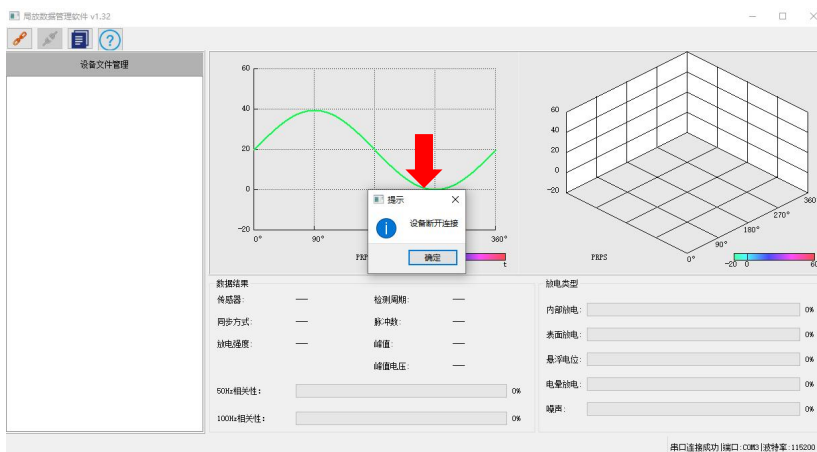 局放数据管理软件 v1.32
设备文件管理
60
40
20
0
-20
0°
90°
360°
t
60
40
20
0
-20
0°
90°
180°
270°
360
PRPS
-20 0
60
提示
设备断开连接
确定
数据结果
传感器: — 检测周期: —
同步方式: — 脉冲数: —
放电强度: — 峰值: —
峰值电压: —
50Hz相关性: 0%
100Hz相关性: 0%
放电类型
内部放电: 0%
表面放电: 0%
悬浮电位: 0%
电晕放电: 0%
噪声: 0%
串口连接成功|端口:COM3|波特率:115200